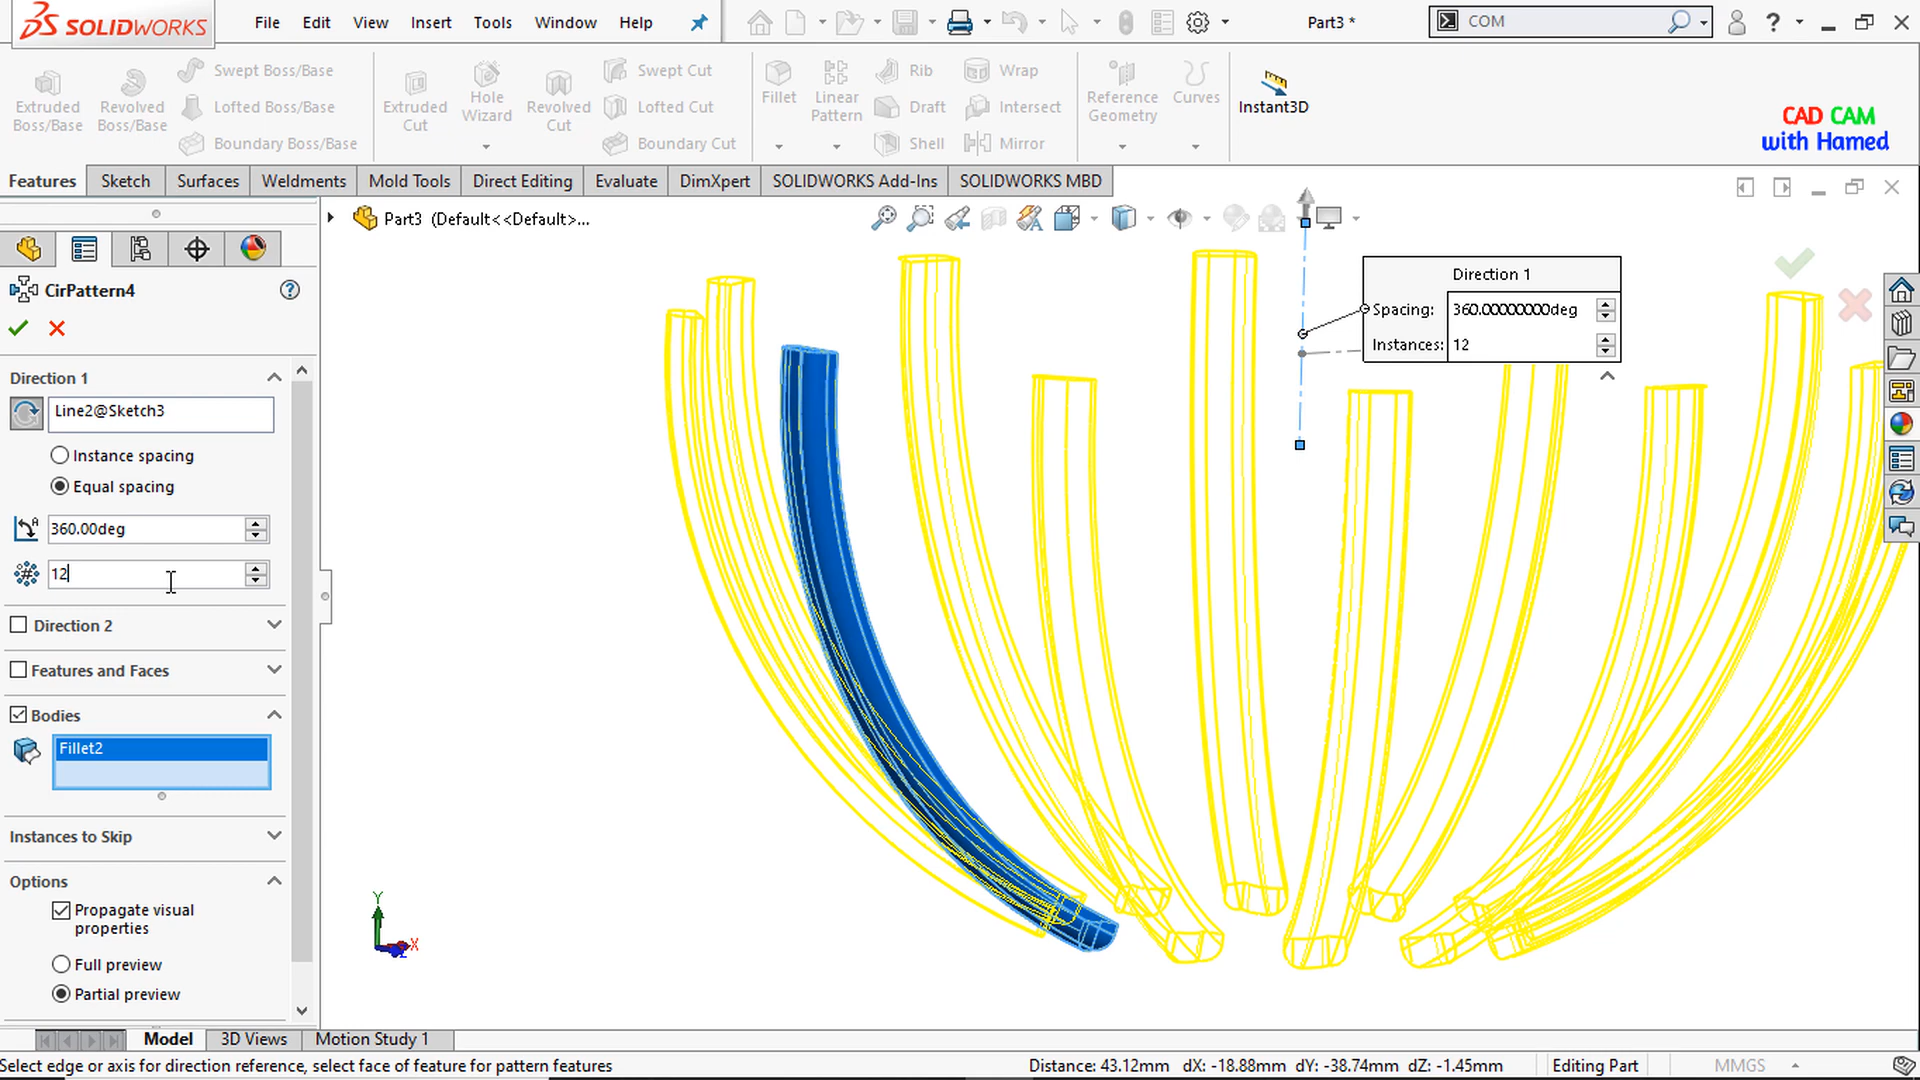 SOLIDWORKS
File Edit View Insert Tools Window Help
Part3 *
COM
Extruded Boss/Base
Revolved Boss/Base
Swept Boss/Base
Lofted Boss/Base
Boundary Boss/Base
Extruded Cut
Hole Wizard
Revolved Cut
Swept Cut
Lofted Cut
Boundary Cut
Fillet
Linear Pattern
Rib
Draft
Shell
Wrap
Intersect
Mirror
Reference Geometry
Curves
Instant3D
CAD CAM
with Hamed
Features Sketch Surfaces Weldments Mold Tools Direct Editing Evaluate DimXpert SOLIDWORKS Add-Ins SOLIDWORKS MBD
Part3 (Default<<Default>...
CirPattern4
Direction 1
Line2@Sketch3
Instance spacing
Equal spacing
360.00deg
12
Direction 2
Features and Faces
Bodies
Fillet2
Instances to Skip
Options
Propagate visual
properties
Full preview
Partial preview
Direction 1
Spacing: 360.00000000deg
Instances: 12
Y
X
Model 3D Views Motion Study 1
Select edge or axis for direction reference, select face of feature for pattern features
Distance: 43.12mm dX: -18.88mm dY: -38.74mm dZ: -1.45mm Editing Part MMGS